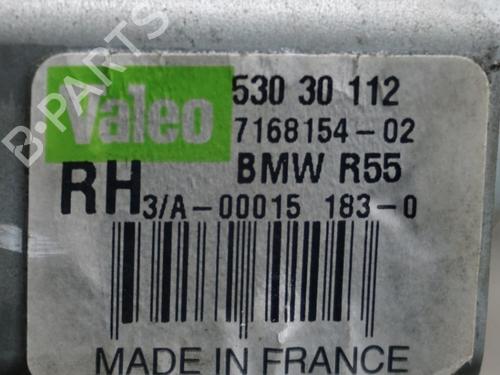 B-PARTS
Valeo
530 30 112
7168154-02
RH
BMW R55
3/A-00015 183-0
MADE IN FRANCE